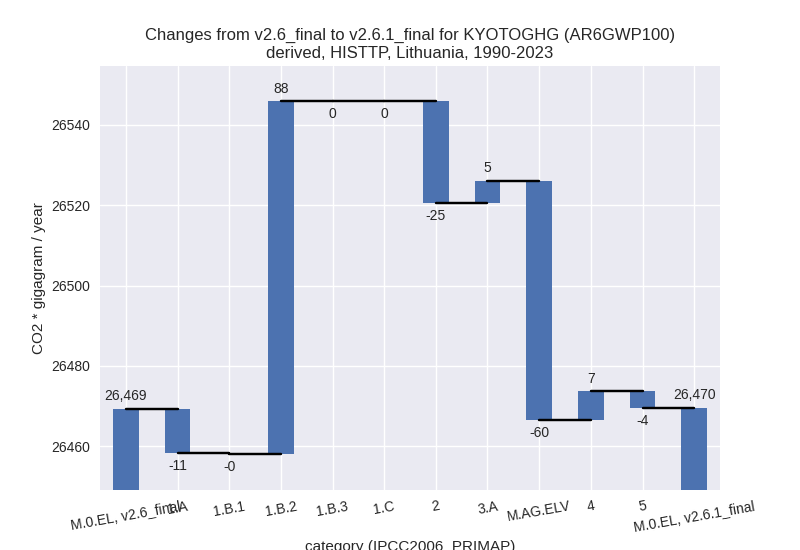 Changes from v2.6_final to v2.6.1_final for KYOTOGHG (AR6GWP100)
derived, HISTTP, Lithuania, 1990-2023
CO2 * gigagram / year
26540
26520
26500
26480
26460
26,469
-11
-0
88
0
0
-25
5
-60
7
-4
26,470
M.0.EL, v2.6_final
1.A
1.B.1
1.B.2
1.B.3
1.C
2
3.A
M.AG.ELV
4
5
M.0.EL, v2.6.1_final
category (IPCC2006_PRIMAP)